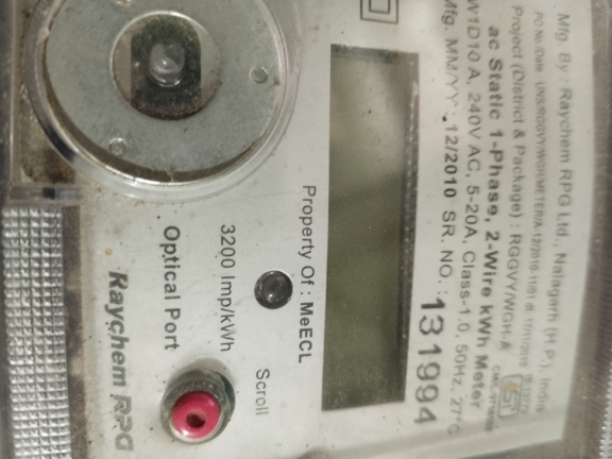 Mfg. By : Raychem RPG Ltd., Nalagarh (H.P.), India
Project (District & Package) : RGGVY/WGH-A
ac Static 1-Phase, 2-Wire kWh Meter
W1D10 A, 240V AC, 5-20A, Class-1.0, 50Hz, 27°C
Mfg. MM/YY : 12/2010 SR. NO. : 131994
Property Of : MeECL
3200 Imp/kWh
Scroll
Optical Port
Raychem RPG